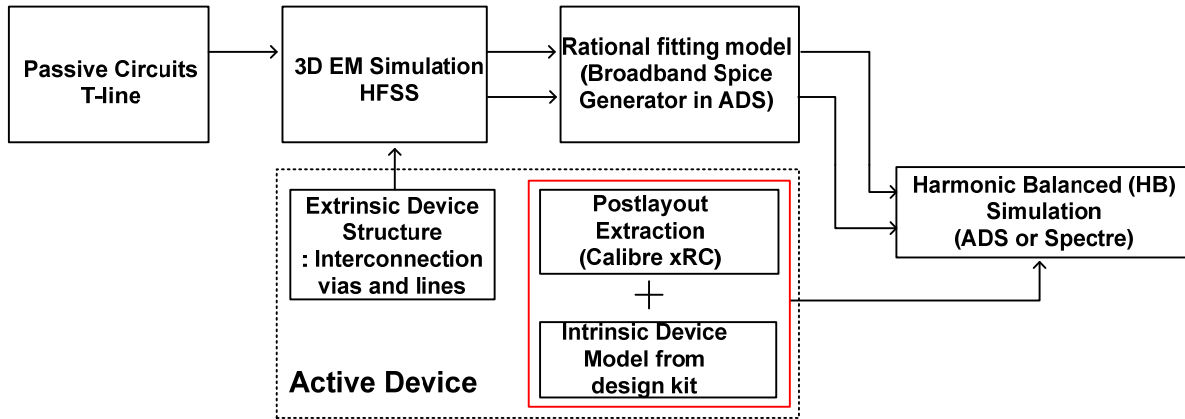 Passive Circuits
T-line
3D EM Simulation
HFSS
Rational fitting model
(Broadband Spice
Generator in ADS)
Harmonic Balanced (HB)
Simulation
(ADS or Spectre)
Extrinsic Device
Structure
: Interconnection
vias and lines
Postlayout
Extraction
(Calibre xRC)
+
Intrinsic Device
Model from
design kit
Active Device